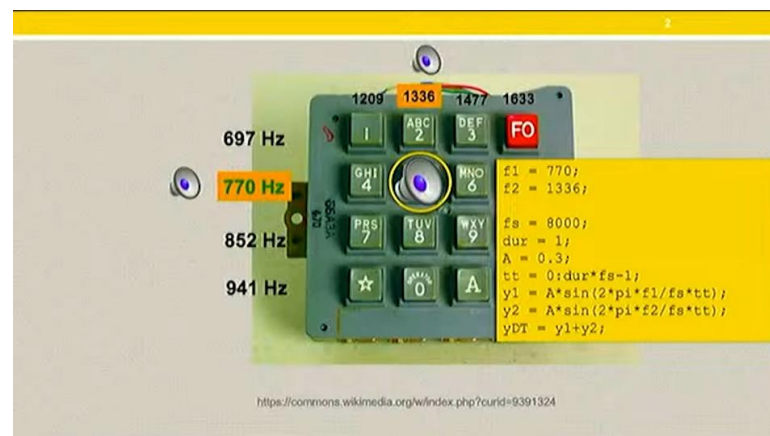 2
1209 1336 1477 1633
697 Hz
1
ABC
2
DEF
3
FO
770 Hz
GHI
4
MNO
6
852 Hz
PRS
7
TUV
8
WXY
9
941 Hz
OPERATOR
0
A
f1 = 770;
f2 = 1336;
fs = 8000;
dur = 1;
A = 0.3;
tt = 0:dur*fs-1;
y1 = A*sin(2*pi*f1/fs*tt);
y2 = A*sin(2*pi*f2/fs*tt);
yDT = y1+y2;
https://commons.wikimedia.org/w/index.php?curid=9391324